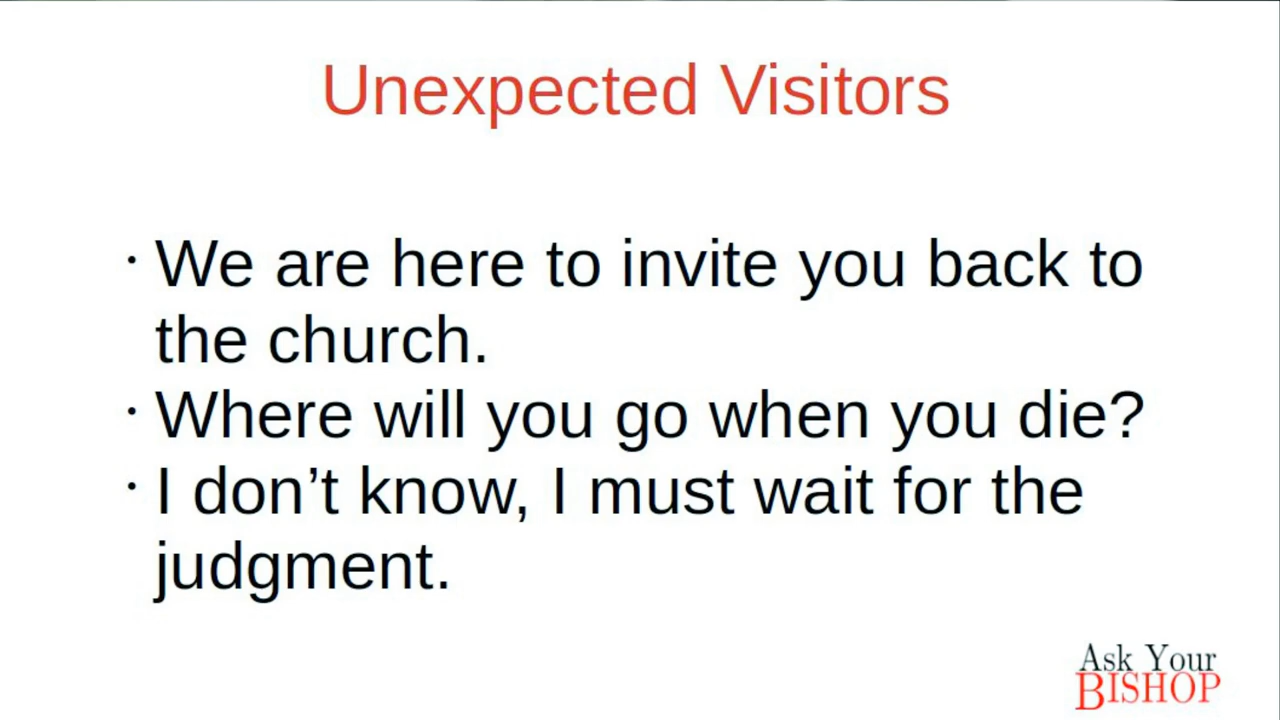 Unexpected Visitors
· We are here to invite you back to
the church.
· Where will you go when you die?
· I don’t know, I must wait for the
judgment.
Ask Your
BISHOP